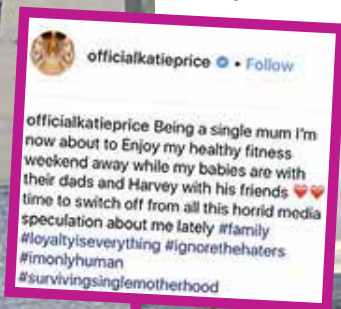 officialkatieprice • Follow
officialkatieprice Being a single mum I'm
now about to Enjoy my healthy fitness
weekend away while my babies are with
their dads and Harvey with his friends ❤️❤️
time to switch off from all this horrid media
speculation about me lately #family
#loyaltyiseverything #ignorethehaters
#imonlyhuman
#survivingsinglemotherhood